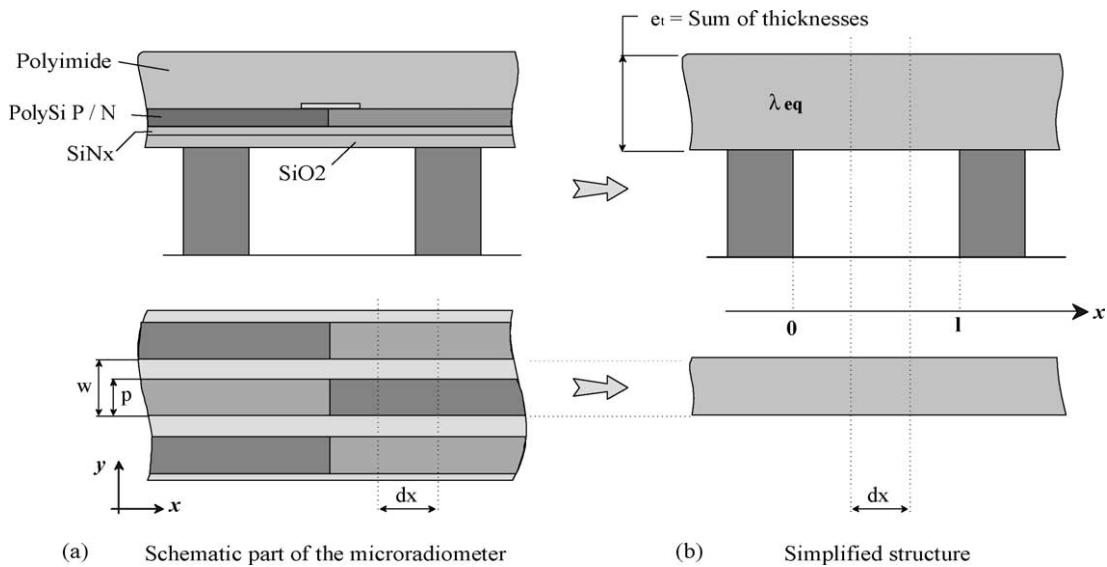 eₜ = Sum of thicknesses
Polyimide
PolySi P / N
SiNx
SiO2
λ eq
0
l
x
w
p
y
x
dx
dx
(a) Schematic part of the microradiometer
(b) Simplified structure